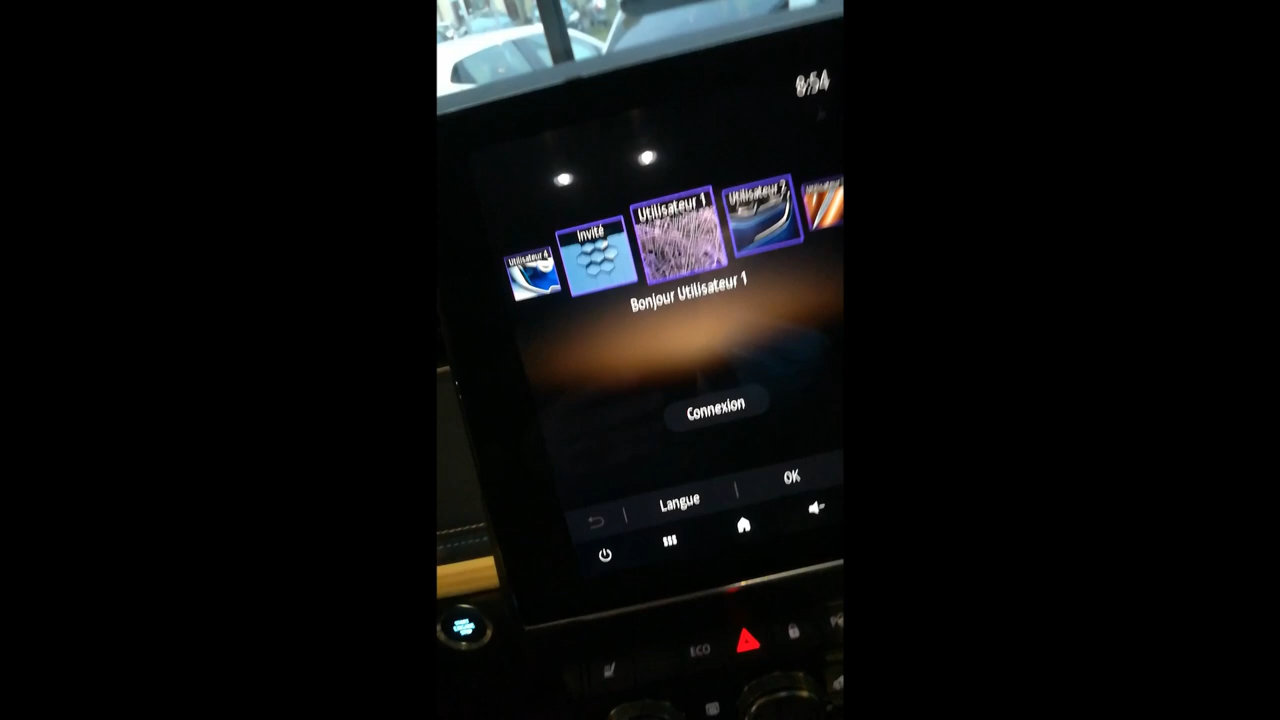 8:54
Utilisateur 4
Invité
Utilisateur 1
Utilisateur 2
Bonjour Utilisateur 1
Connexion
Langue
OK
ECO